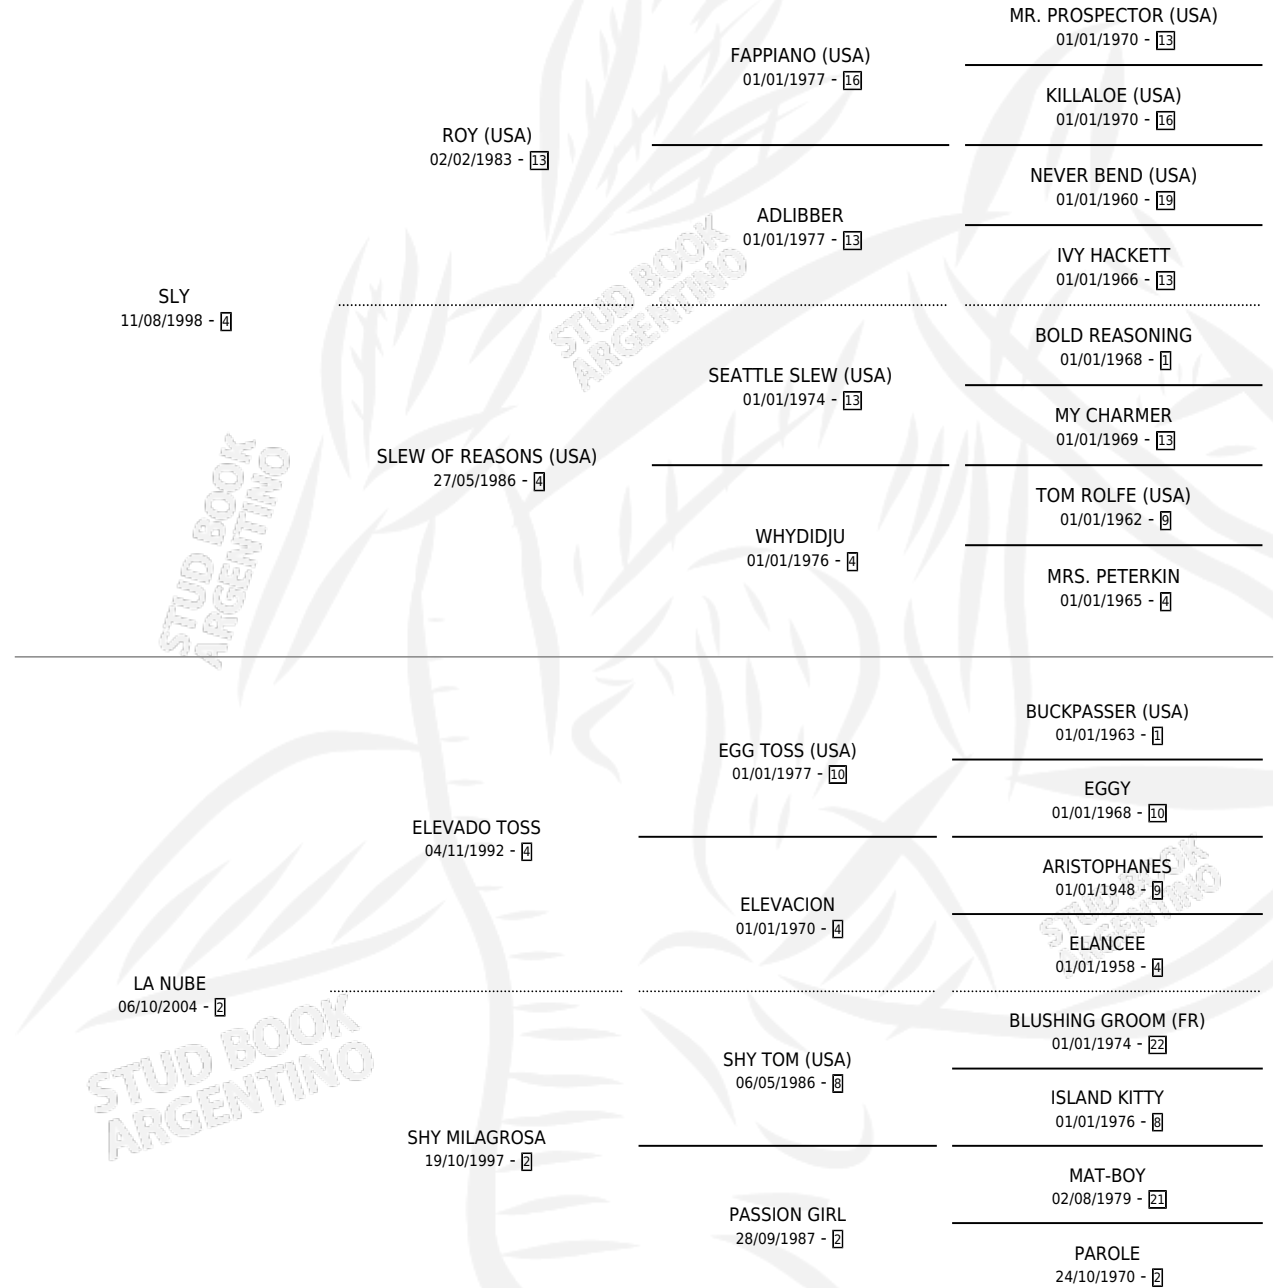 MR. PROSPECTOR (USA)
01/01/1970 - 13
FAPPIANO (USA)
01/01/1977 - 16
KILLALOE (USA)
01/01/1970 - 16
ROY (USA)
02/02/1983 - 13
NEVER BEND (USA)
01/01/1960 - 19
ADLIBBER
01/01/1977 - 13
IVY HACKETT
01/01/1966 - 13
SLY
11/08/1998 - 4
BOLD REASONING
01/01/1968 - 1
SEATTLE SLEW (USA)
01/01/1974 - 13
MY CHARMER
01/01/1969 - 13
SLEW OF REASONS (USA)
27/05/1986 - 4
TOM ROLFE (USA)
01/01/1962 - 9
WHYDIDJU
01/01/1976 - 4
MRS. PETERKIN
01/01/1965 - 4
BUCKPASSER (USA)
01/01/1963 - 1
EGG TOSS (USA)
01/01/1977 - 10
EGGY
01/01/1968 - 10
ELEVADO TOSS
04/11/1992 - 4
ARISTOPHANES
01/01/1948 - 9
ELEVACION
01/01/1970 - 4
ELANCEE
01/01/1958 - 4
LA NUBE
06/10/2004 - 2
BLUSHING GROOM (FR)
01/01/1974 - 22
SHY TOM (USA)
06/05/1986 - 8
ISLAND KITTY
01/01/1976 - 8
SHY MILAGROSA
19/10/1997 - 2
MAT-BOY
02/08/1979 - 21
PASSION GIRL
28/09/1987 - 2
PAROLE
24/10/1970 - 2
STUD BOOK
ARGENTINO
STUD BOOK
ARGENTINO
STUD BOOK
ARGENTINO
STUD BOOK
ARGENTINO